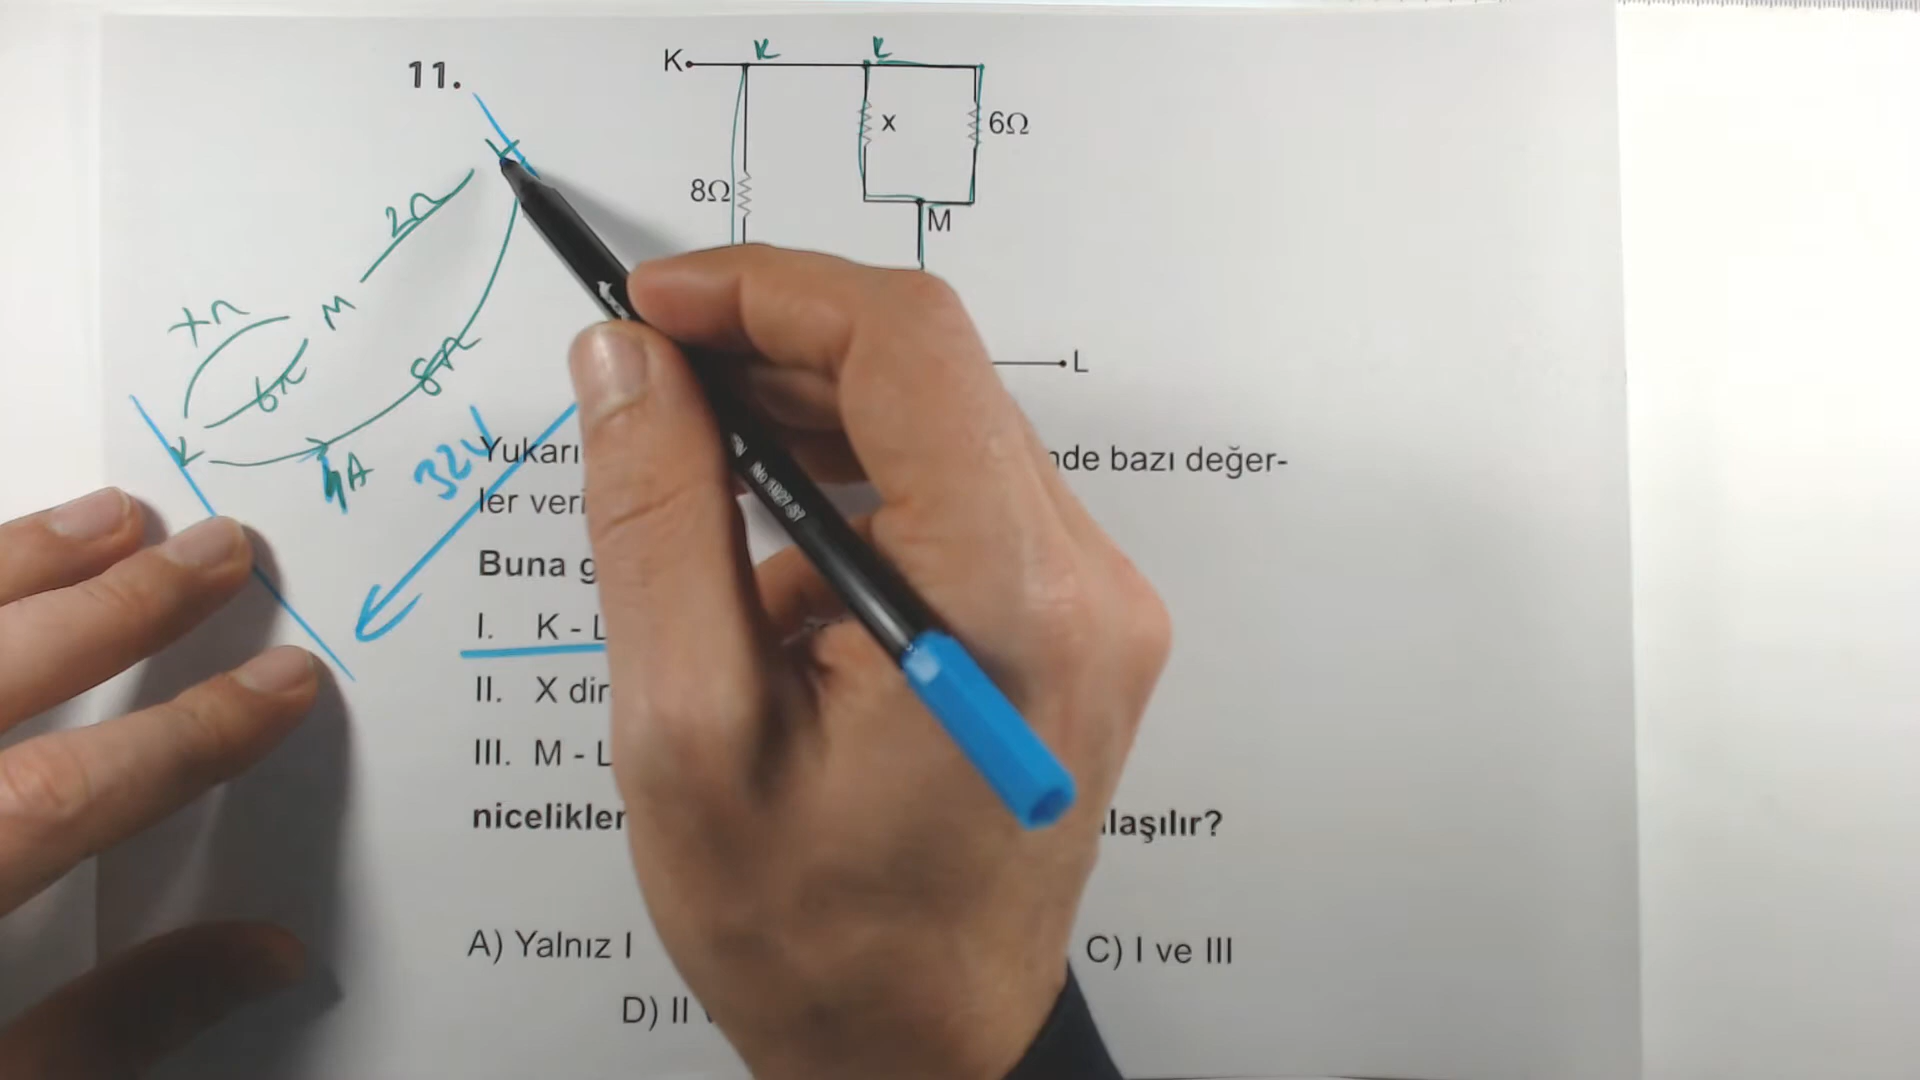 11.
K
K
K
x
6Ω
8Ω
M
L
L
2Ω
M
xΩ
6Ω
8Ω
K
4A
32V
Yukarı nde bazı değer-
ler veri
Buna g
I. K - L
II. X dir
III. M - L
nicelikler laşılır?
A) Yalnız I
C) I ve III
D) II